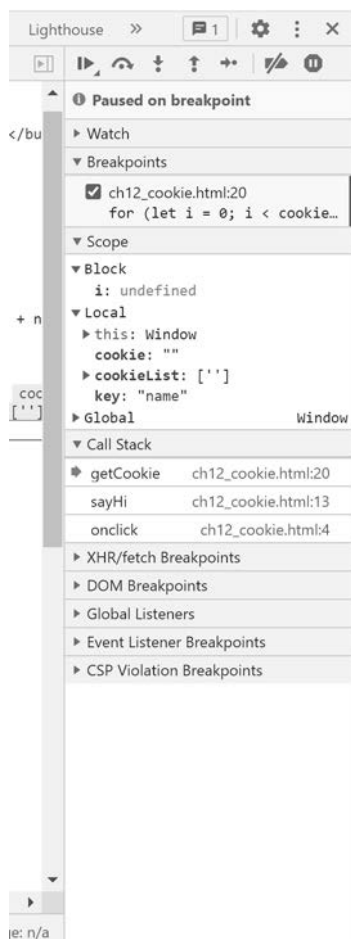 Lighthouse » 1
Paused on breakpoint
</bu
Watch
Breakpoints
ch12_cookie.html:20
for (let i = 0; i < cookie…
Scope
Block
i: undefined
Local
+ n
this: Window
cookie: ""
coc
cookieList: ['']
['']
key: "name"
Global Window
Call Stack
getCookie ch12_cookie.html:20
sayHi ch12_cookie.html:13
onclick ch12_cookie.html:4
XHR/fetch Breakpoints
DOM Breakpoints
Global Listeners
Event Listener Breakpoints
CSP Violation Breakpoints
ge: n/a